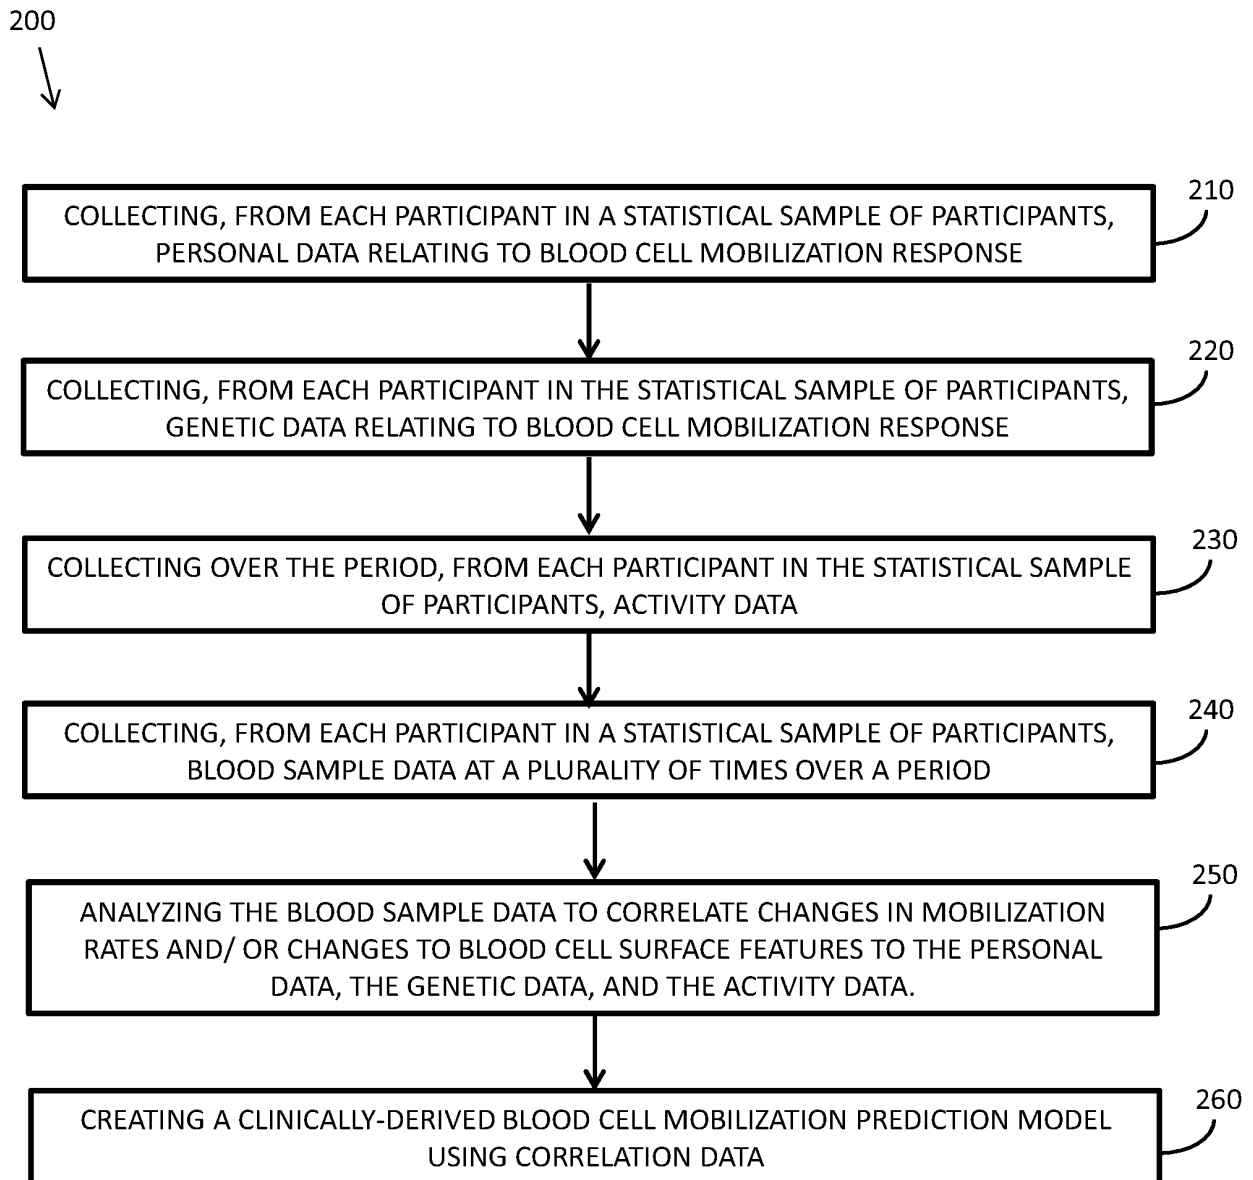 200
210
COLLECTING, FROM EACH PARTICIPANT IN A STATISTICAL SAMPLE OF PARTICIPANTS,
PERSONAL DATA RELATING TO BLOOD CELL MOBILIZATION RESPONSE
220
COLLECTING, FROM EACH PARTICIPANT IN THE STATISTICAL SAMPLE OF PARTICIPANTS,
GENETIC DATA RELATING TO BLOOD CELL MOBILIZATION RESPONSE
230
COLLECTING OVER THE PERIOD, FROM EACH PARTICIPANT IN THE STATISTICAL SAMPLE
OF PARTICIPANTS, ACTIVITY DATA
240
COLLECTING, FROM EACH PARTICIPANT IN A STATISTICAL SAMPLE OF PARTICIPANTS,
BLOOD SAMPLE DATA AT A PLURALITY OF TIMES OVER A PERIOD
250
ANALYZING THE BLOOD SAMPLE DATA TO CORRELATE CHANGES IN MOBILIZATION
RATES AND/ OR CHANGES TO BLOOD CELL SURFACE FEATURES TO THE PERSONAL
DATA, THE GENETIC DATA, AND THE ACTIVITY DATA.
260
CREATING A CLINICALLY-DERIVED BLOOD CELL MOBILIZATION PREDICTION MODEL
USING CORRELATION DATA